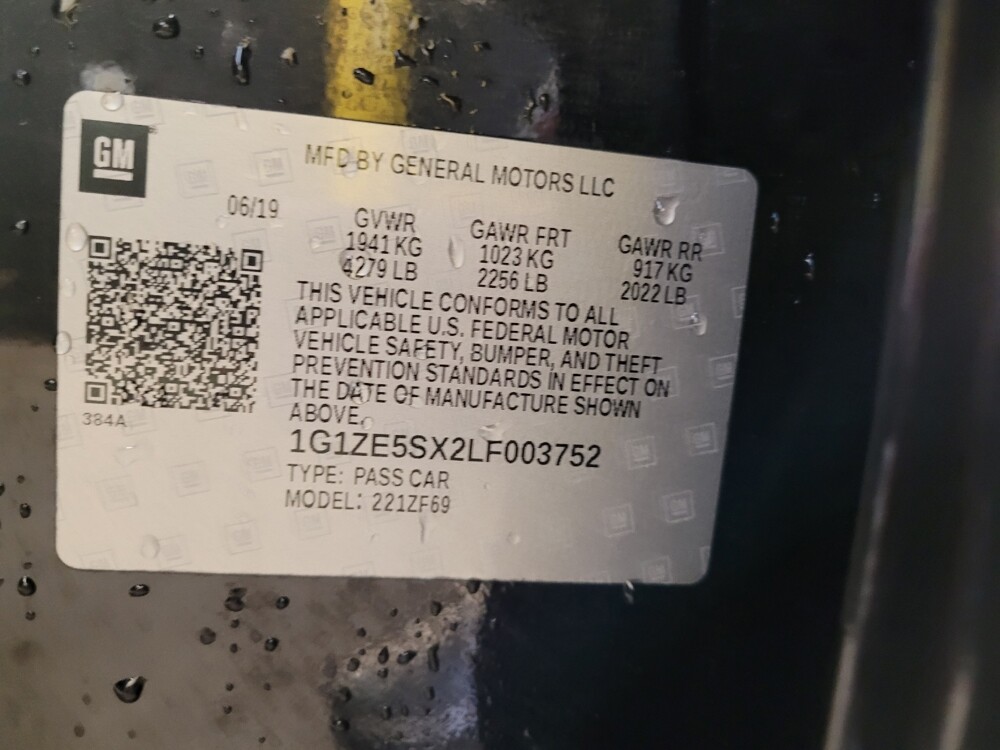 GM
MFD BY GENERAL MOTORS LLC
06/19
GVWR GAWR FRT GAWR RR
1941 KG 1023 KG 917 KG
4279 LB 2256 LB 2022 LB
THIS VEHICLE CONFORMS TO ALL
APPLICABLE U.S. FEDERAL MOTOR
VEHICLE SAFETY, BUMPER, AND THEFT
PREVENTION STANDARDS IN EFFECT ON
THE DATE OF MANUFACTURE SHOWN
ABOVE.
384A
1G1ZE5SX2LF003752
TYPE: PASS CAR
MODEL: 221ZF69